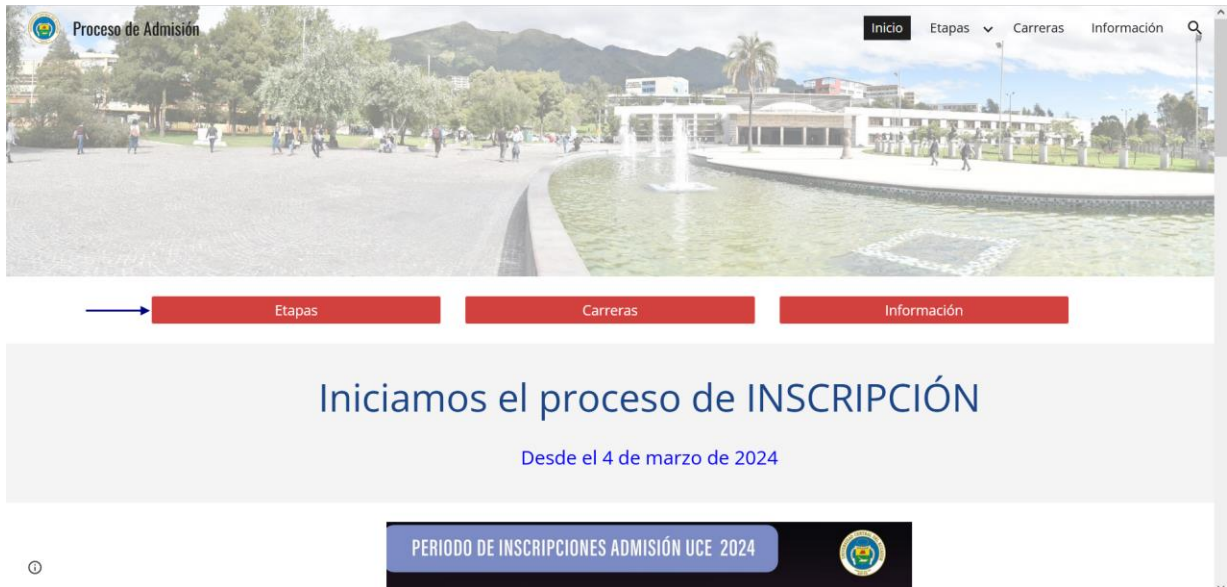 Proceso de Admisión
Inicio
Etapas
Carreras
Información
Etapas
Carreras
Información
Iniciamos el proceso de INSCRIPCIÓN
Desde el 4 de marzo de 2024
PERIODO DE INSCRIPCIONES ADMISIÓN UCE 2024